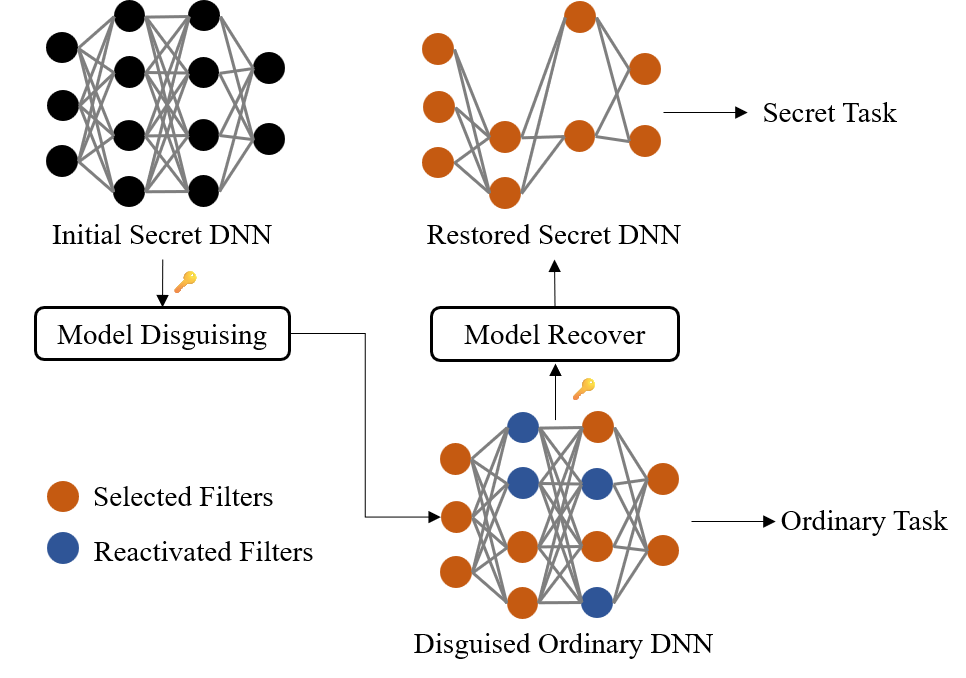 Initial Secret DNN
Restored Secret DNN
Secret Task
Model Disguising
Model Recover
Selected Filters
Reactivated Filters
Ordinary Task
Disguised Ordinary DNN